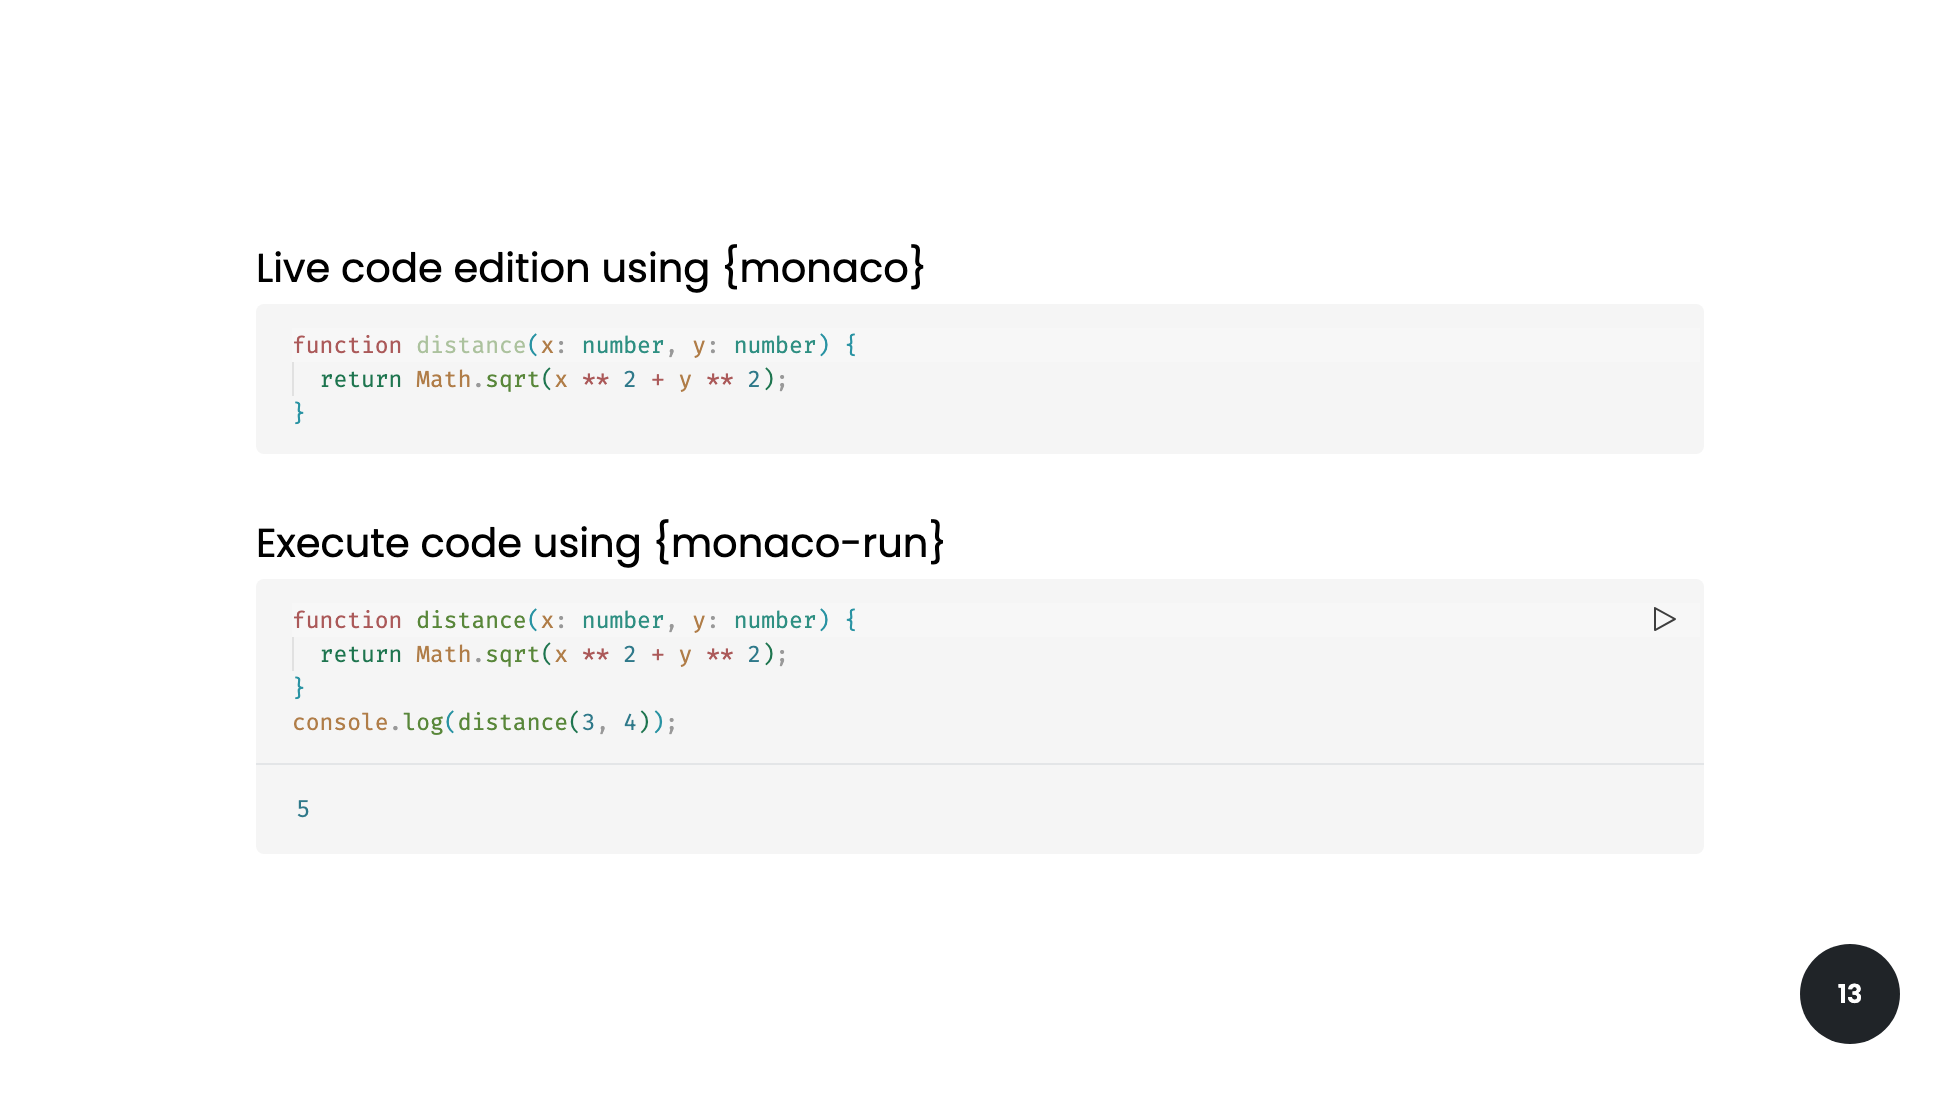 Live code edition using {monaco}
function distance(x: number, y: number) {
  return Math.sqrt(x ** 2 + y ** 2);
}
Execute code using {monaco-run}
function distance(x: number, y: number) {
  return Math.sqrt(x ** 2 + y ** 2);
}
console.log(distance(3, 4));
5
13